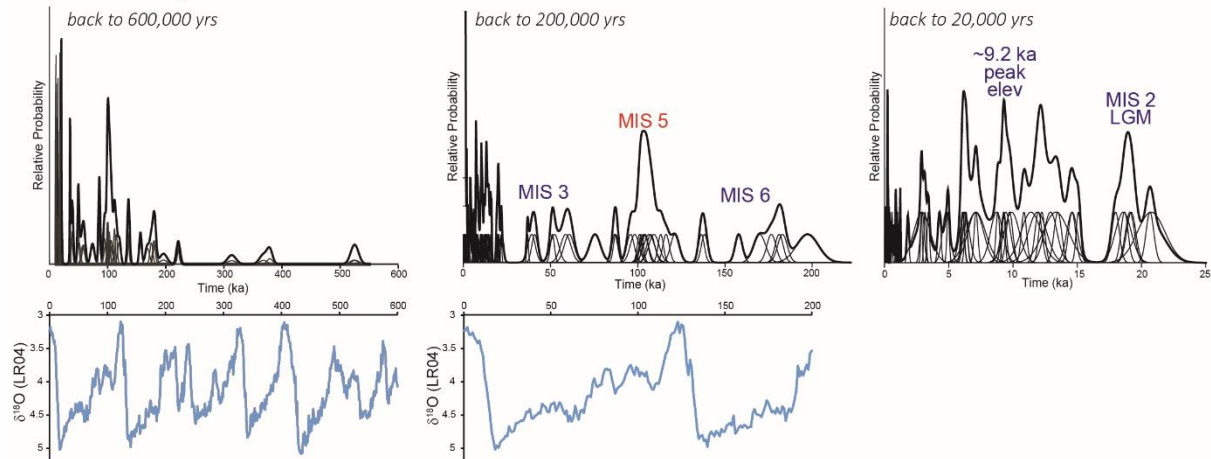 back to 600,000 yrs
Relative Probability
0 100 200 300 400 600
Time (ka)
0 100 200 300 400 500 600
3
3.5
4
4.5
5
δ¹⁸O (LR04)
back to 200,000 yrs
Relative Probability
MIS 3
MIS 5
MIS 6
0 50 100 150 200
Time (ka)
0 50 100 150 200
3
3.5
4
4.5
5
δ¹⁸O (LR04)
back to 20,000 yrs
Relative Probability
~9.2 ka
peak
elev
MIS 2
LGM
0 5 10 15 20 25
Time (ka)